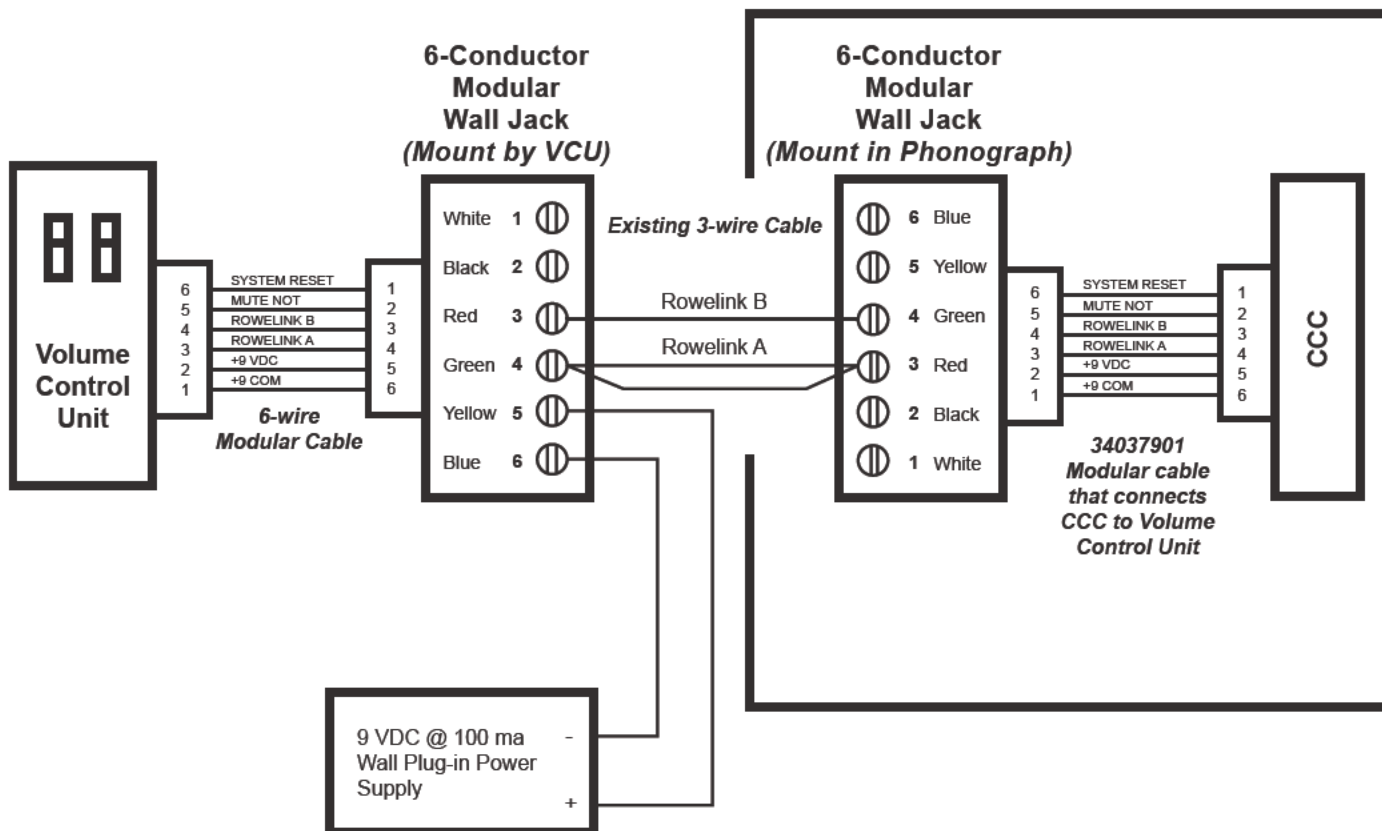 6-Conductor
Modular
Wall Jack
(Mount by VCU)
6-Conductor
Modular
Wall Jack
(Mount in Phonograph)
Volume
Control
Unit
6
5
4
3
2
1
SYSTEM RESET
MUTE NOT
ROWELINK B
ROWELINK A
+9 VDC
+9 COM
6-wire
Modular Cable
1
2
3
4
5
6
White 1
Black 2
Red 3
Green 4
Yellow 5
Blue 6
Existing 3-wire Cable
Rowelink B
Rowelink A
6 Blue
5 Yellow
4 Green
3 Red
2 Black
1 White
6
5
4
3
2
1
SYSTEM RESET
MUTE NOT
ROWELINK B
ROWELINK A
+9 VDC
+9 COM
1
2
3
4
5
6
CCC
34037901
Modular cable
that connects
CCC to Volume
Control Unit
9 VDC @ 100 ma -
Wall Plug-in Power
Supply
+